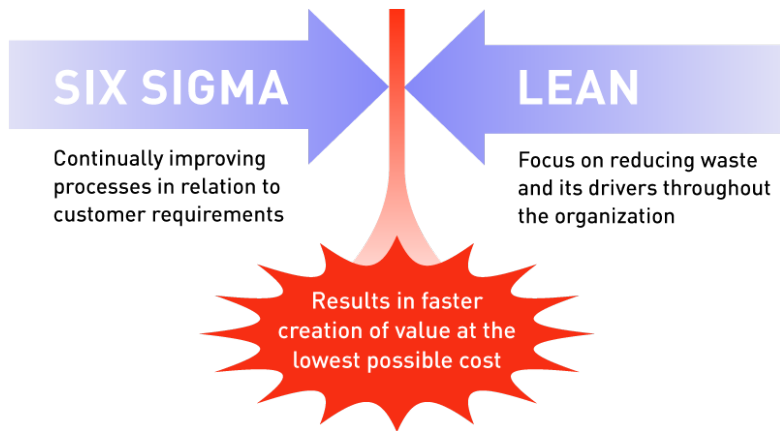 SIX SIGMA
Continually improving
processes in relation to
customer requirements
LEAN
Focus on reducing waste
and its drivers throughout
the organization
Results in faster
creation of value at the
lowest possible cost